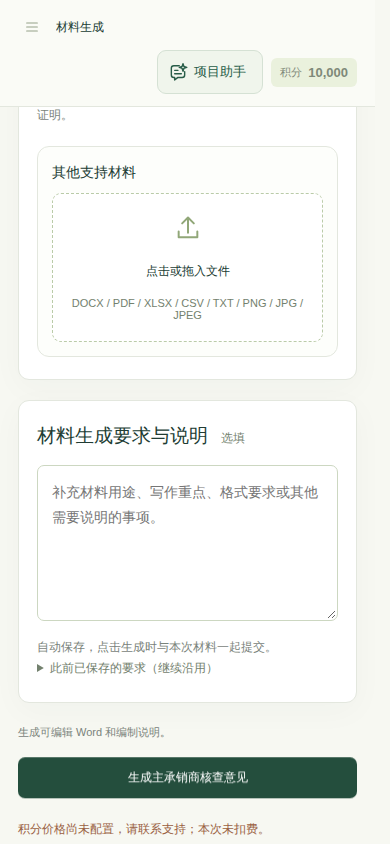 材料生成
项目助手
积分 10,000
证明。
其他支持材料
点击或拖入文件
DOCX / PDF / XLSX / CSV / TXT / PNG / JPG /
JPEG
材料生成要求与说明 选填
补充材料用途、写作重点、格式要求或其他
需要说明的事项。
自动保存，点击生成时与本次材料一起提交。
此前已保存的要求（继续沿用）
生成可编辑 Word 和编制说明。
生成主承销商核查意见
积分价格尚未配置，请联系支持；本次未扣费。